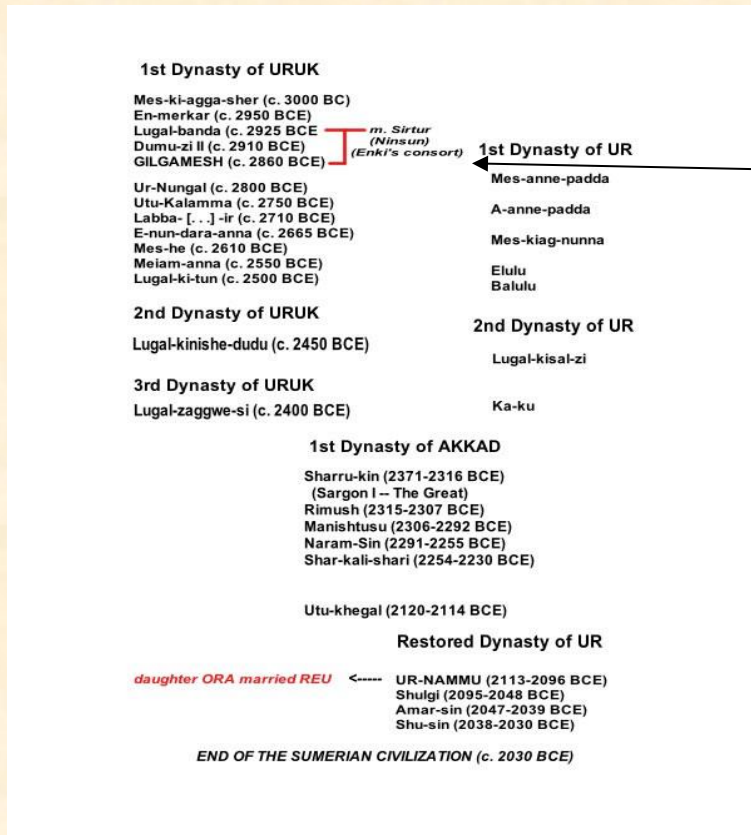 1st Dynasty of URUK
Mes-ki-agga-sher (c. 3000 BC)
En-merkar (c. 2950 BCE)
Lugal-banda (c. 2925 BCE
Dumu-zi II (c. 2910 BCE)
GILGAMESH (c. 2860 BCE)
m. Sirtur
(Ninsun)
(Enki's consort)
Ur-Nungal (c. 2800 BCE)
Utu-Kalamma (c. 2750 BCE)
Labba- [. . .] -ir (c. 2710 BCE)
E-nun-dara-anna (c. 2665 BCE)
Mes-he (c. 2610 BCE)
Meiam-anna (c. 2550 BCE)
Lugal-ki-tun (c. 2500 BCE)
2nd Dynasty of URUK
Lugal-kinishe-dudu (c. 2450 BCE)
3rd Dynasty of URUK
Lugal-zaggwe-si (c. 2400 BCE)
1st Dynasty of UR
Mes-anne-padda
A-anne-padda
Mes-kiag-nunna
Elulu
Balulu
2nd Dynasty of UR
Lugal-kisal-zi
Ka-ku
1st Dynasty of AKKAD
Sharru-kin (2371-2316 BCE)
(Sargon I -- The Great)
Rimush (2315-2307 BCE)
Manishtusu (2306-2292 BCE)
Naram-Sin (2291-2255 BCE)
Shar-kali-shari (2254-2230 BCE)
Utu-khegal (2120-2114 BCE)
Restored Dynasty of UR
daughter ORA married REU <----- UR-NAMMU (2113-2096 BCE)
Shulgi (2095-2048 BCE)
Amar-sin (2047-2039 BCE)
Shu-sin (2038-2030 BCE)
END OF THE SUMERIAN CIVILIZATION (c. 2030 BCE)